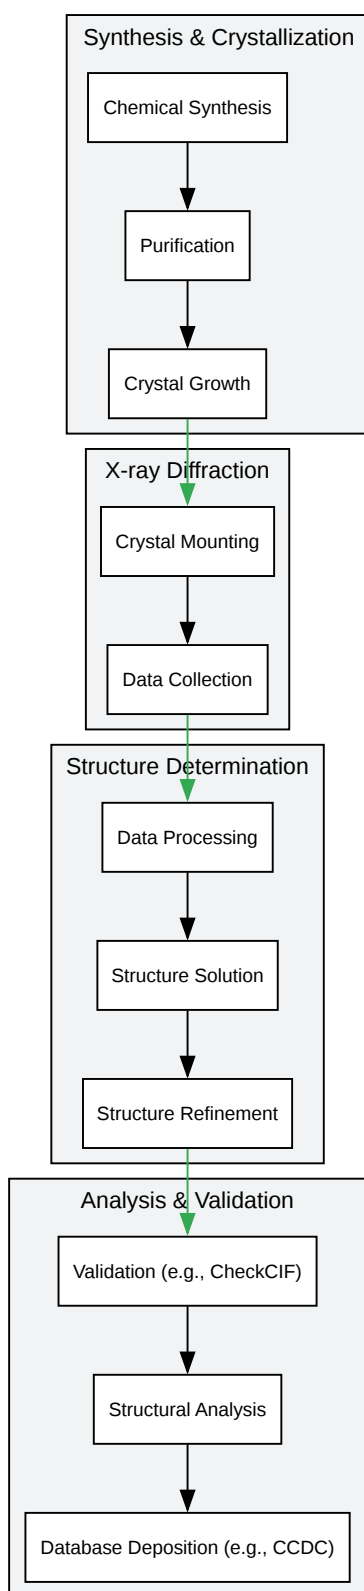 Synthesis & Crystallization
Chemical Synthesis
Purification
Crystal Growth
X-ray Diffraction
Crystal Mounting
Data Collection
Structure Determination
Data Processing
Structure Solution
Structure Refinement
Analysis & Validation
Validation (e.g., CheckCIF)
Structural Analysis
Database Deposition (e.g., CCDC)